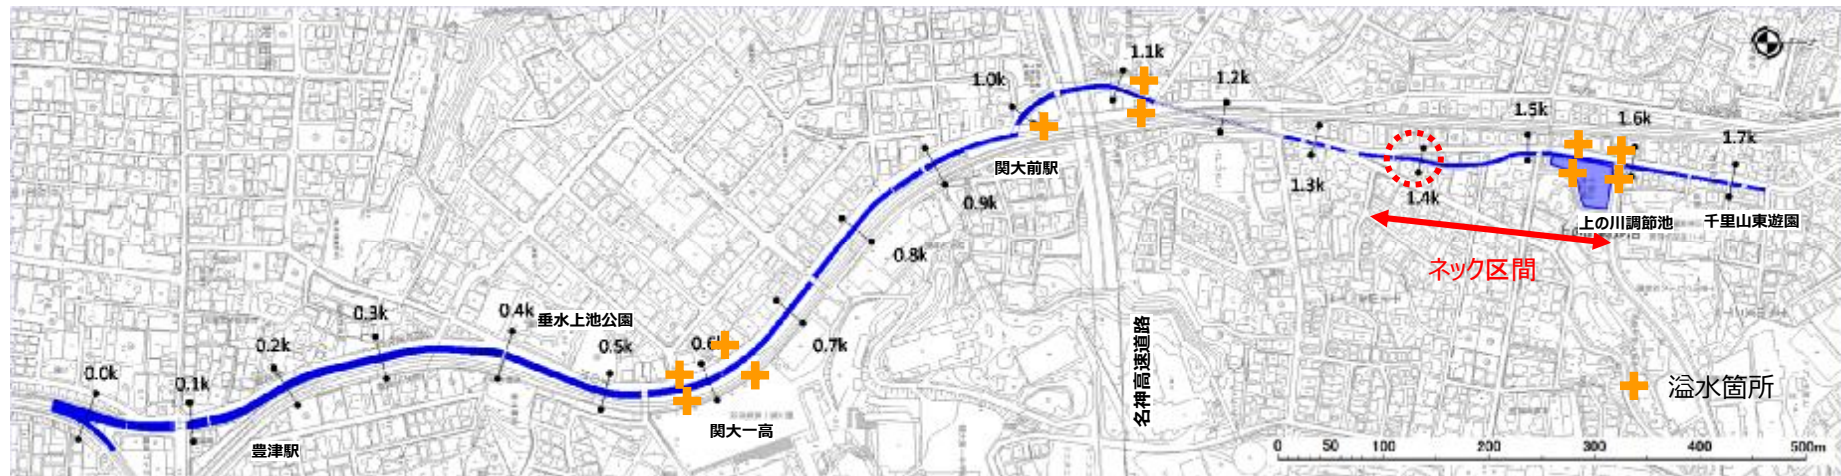 0.0k
0.1k
0.2k
0.3k
0.4k
0.5k
0.6k
0.7k
0.8k
0.9k
1.0k
1.1k
1.2k
1.3k
1.4k
1.5k
1.6k
1.7k
豊津駅
垂水上池公園
関大一高
関大前駅
名神高速道路
上の川調節池
千里山東遊園
ネック区間
溢水箇所
0 50 100 200 300 400 500m